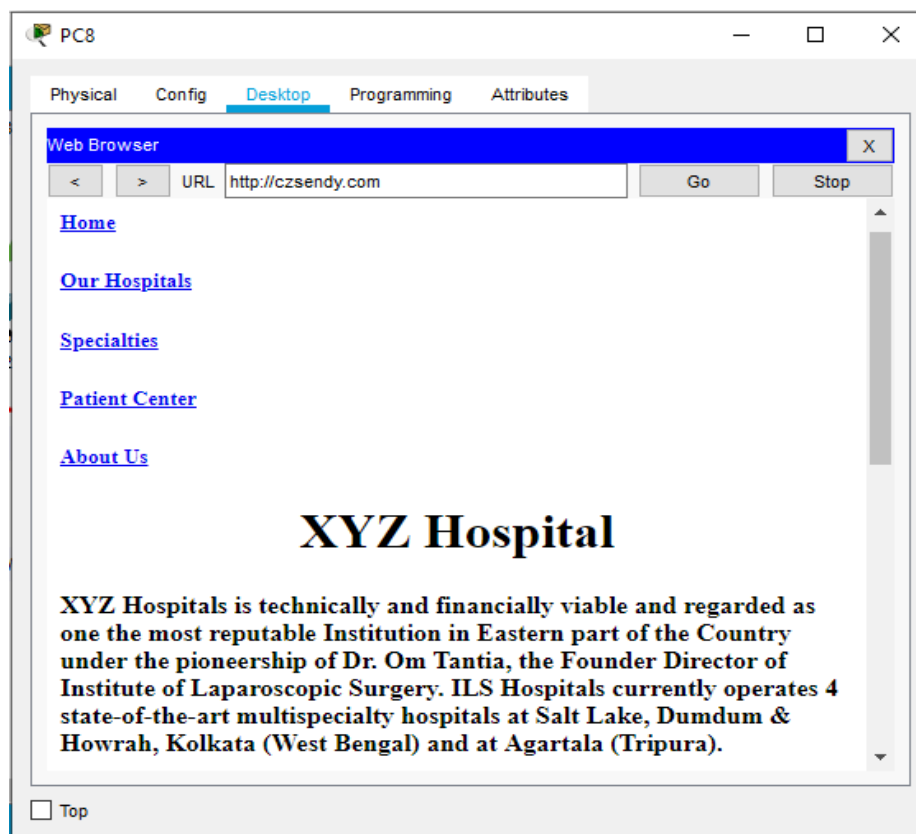 PC8
Physical Config Desktop Programming Attributes
Web Browser X
< > URL http://czsendy.com Go Stop
Home
Our Hospitals
Specialties
Patient Center
About Us
XYZ Hospital
XYZ Hospitals is technically and financially viable and regarded as
one the most reputable Institution in Eastern part of the Country
under the pioneership of Dr. Om Tantia, the Founder Director of
Institute of Laparoscopic Surgery. ILS Hospitals currently operates 4
state-of-the-art multispecialty hospitals at Salt Lake, Dumdum &
Howrah, Kolkata (West Bengal) and at Agartala (Tripura).
Top